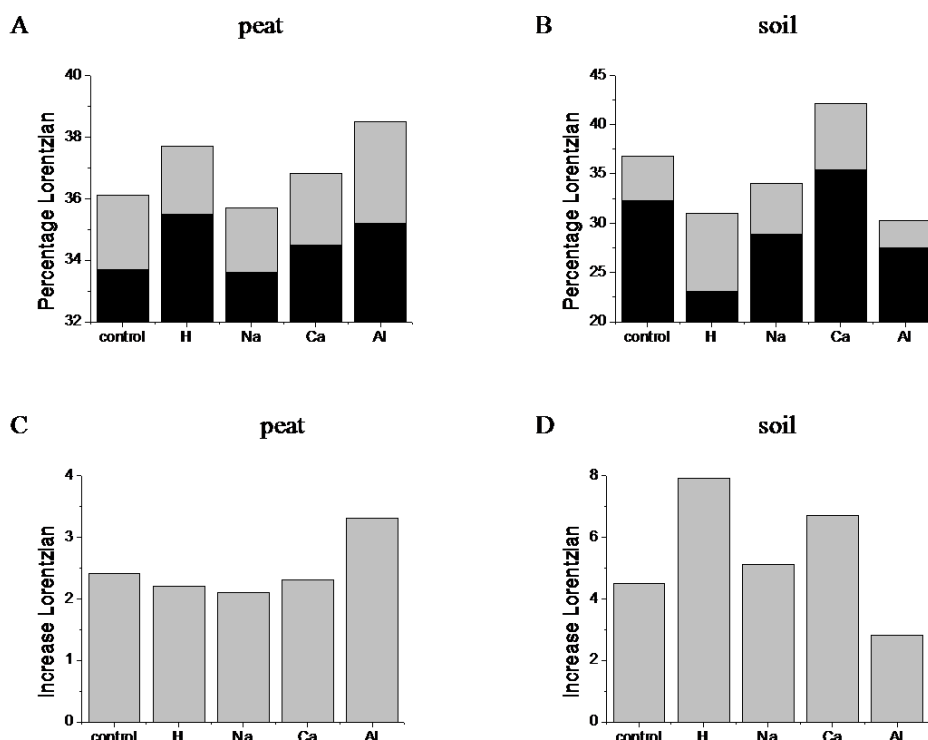 A peat
B soil
Percentage Lorentzian
40
38
36
34
32
control H Na Ca Al
Percentage Lorentzian
45
40
35
30
25
20
control H Na Ca Al
C peat
D soil
Increase Lorentzian
4
3
2
1
0
control H Na Ca Al
Increase Lorentzian
8
6
4
2
0
control H Na Ca Al